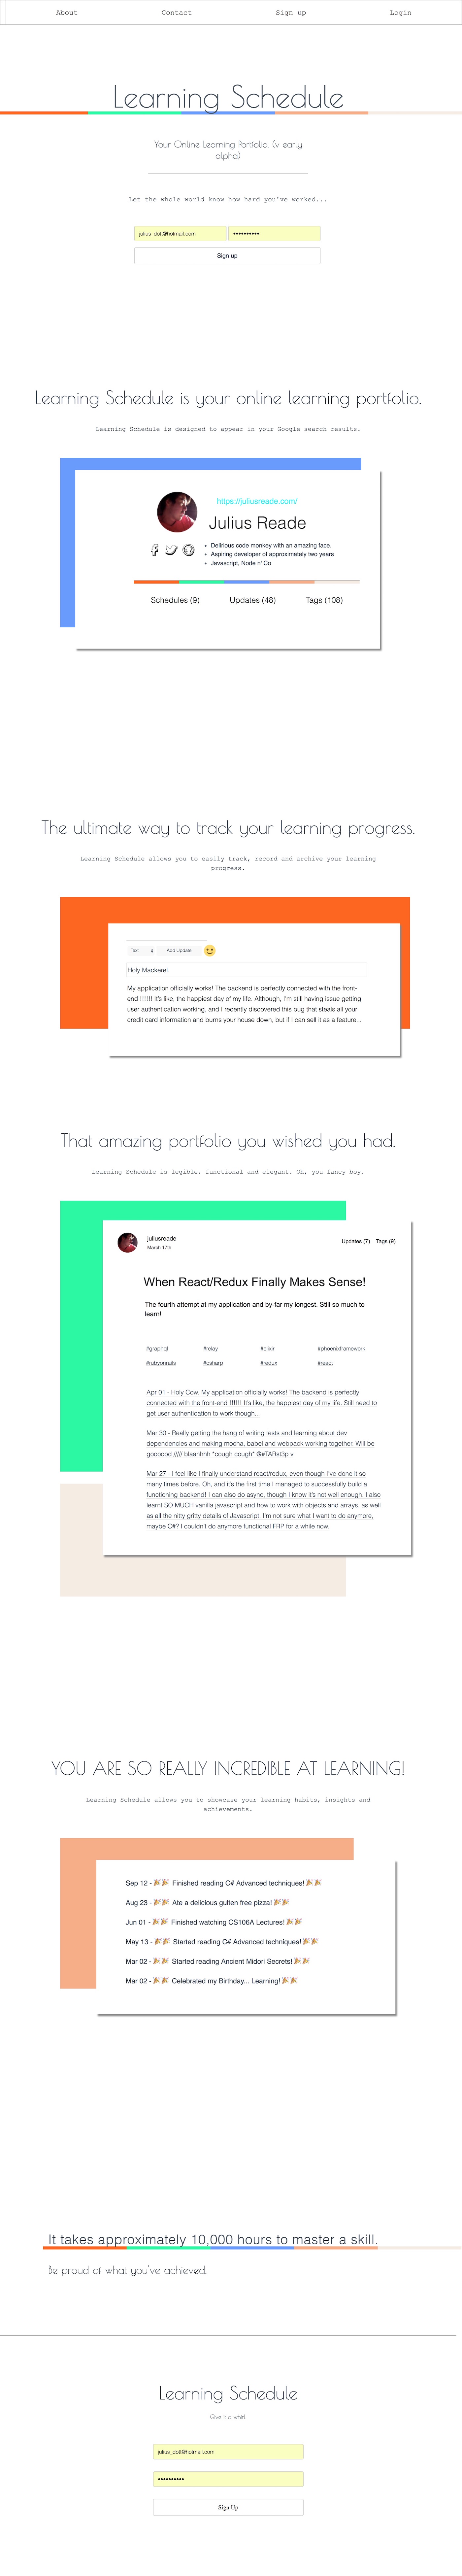 About Contact Sign up Login
Learning Schedule
Your Online Learning Portfolio. (v early
alpha)
Let the whole world know how hard you've worked...
julius_dott@hotmail.com ••••••••••
Sign up
Learning Schedule is your online learning portfolio.
Learning Schedule is designed to appear in your Google search results.
https://juliusreade.com/
Julius Reade
• Delirious code monkey with an amazing face.
• Aspiring developer of approximately two years
• Javascript, Node n' Co
Schedules (9) Updates (48) Tags (108)
The ultimate way to track your learning progress.
Learning Schedule allows you to easily track, record and archive your learning
progress.
Text Add Update
Holy Mackerel.
My application officially works! The backend is perfectly connected with the front-
end !!!!!! It's like, the happiest day of my life. Although, I'm still having issue getting
user authentication working, and I recently discovered this bug that steals all your
credit card information and burns your house down, but if I can sell it as a feature...
That amazing portfolio you wished you had.
Learning Schedule is legible, functional and elegant. Oh, you fancy boy.
juliusreade
March 17th
Updates (7) Tags (9)
When React/Redux Finally Makes Sense!
The fourth attempt at my application and by-far my longest. Still so much to
learn!
#graphql #relay #elixir #phoenixframework
#rubyonrails #csharp #redux #react
Apr 01 - Holy Cow. My application officially works! The backend is perfectly
connected with the front-end !!!!!! It's like, the happiest day of my life. Still need to
get user authentication to work though...
Mar 30 - Really getting the hang of writing tests and learning about dev
dependencies and making mocha, babel and webpack working together. Will be
goooood ///// blaahhhh *cough cough* @#TARst3p v
Mar 27 - I feel like I finally understand react/redux, even though I've done it so
many times before. Oh, and it's the first time I managed to successfully build a
functioning backend! I can also do async, though I know it's not well enough. I also
learnt SO MUCH vanilla javascript and how to work with objects and arrays, as well
as all the nitty gritty details of Javascript. I'm not sure what I want to do anymore,
maybe C#? I couldn't do anymore functional FRP for a while now.
YOU ARE SO REALLY INCREDIBLE AT LEARNING!
Learning Schedule allows you to showcase your learning habits, insights and
achievements.
Sep 12 - 🎉🎉 Finished reading C# Advanced techniques! 🎉🎉
Aug 23 - 🎉🎉 Ate a delicious gulten free pizza! 🎉🎉
Jun 01 - 🎉🎉 Finished watching CS106A Lectures! 🎉🎉
May 13 - 🎉🎉 Started reading C# Advanced techniques! 🎉🎉
Mar 02 - 🎉🎉 Started reading Ancient Midori Secrets! 🎉🎉
Mar 02 - 🎉🎉 Celebrated my Birthday... Learning! 🎉🎉
It takes approximately 10,000 hours to master a skill.
Be proud of what you've achieved.
Learning Schedule
Give it a whirl.
julius_dott@hotmail.com
••••••••••
Sign Up